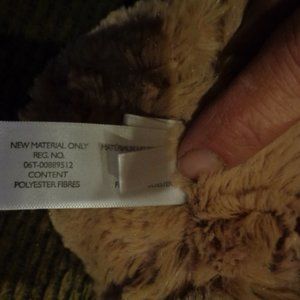 NEW MATERIAL ONLY
REG. NO.
06T-00889512
CONTENT
POLYESTER FIBRES